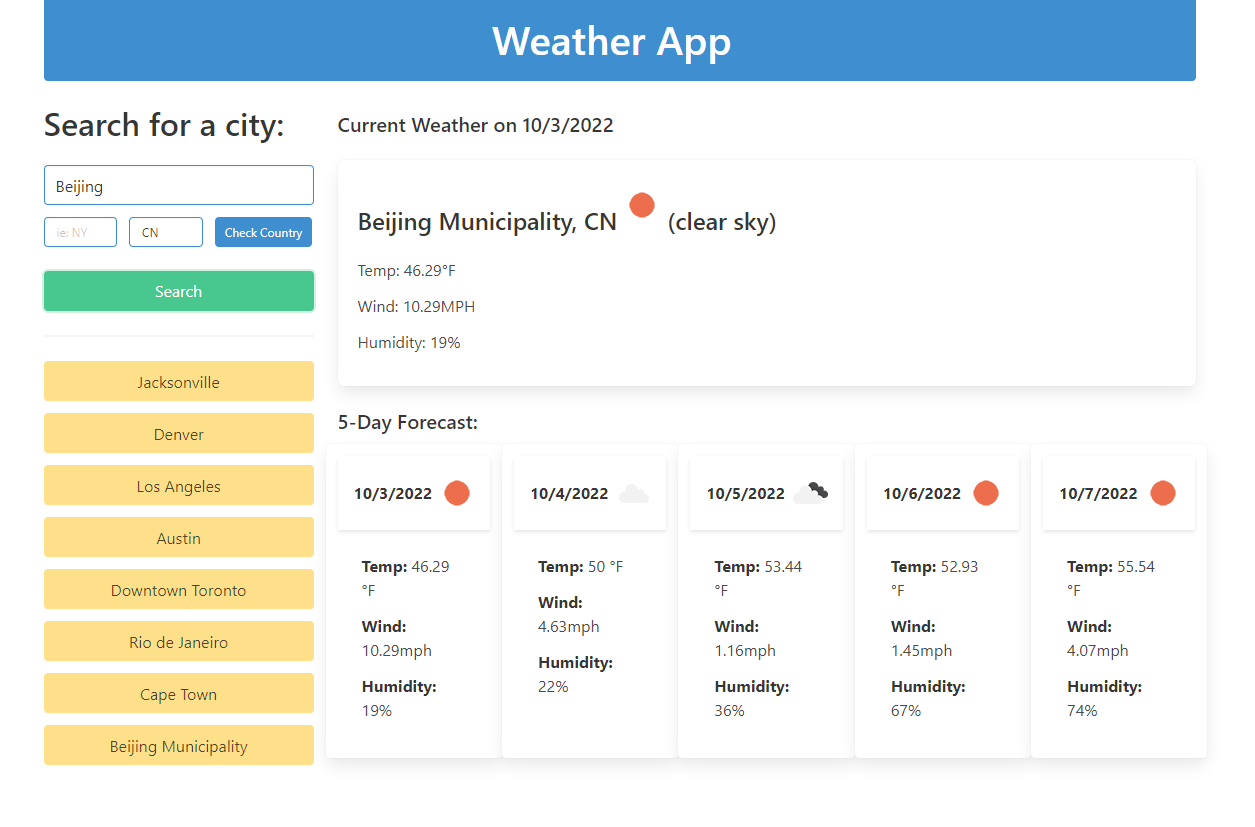 Weather App
Search for a city:
Beijing
ie: NY
CN
Check Country
Search
Jacksonville
Denver
Los Angeles
Austin
Downtown Toronto
Rio de Janeiro
Cape Town
Beijing Municipality
Current Weather on 10/3/2022
Beijing Municipality, CN (clear sky)
Temp: 46.29°F
Wind: 10.29MPH
Humidity: 19%
5-Day Forecast:
10/3/2022
Temp: 46.29
°F
Wind:
10.29mph
Humidity:
19%
10/4/2022
Temp: 50 °F
Wind:
4.63mph
Humidity:
22%
10/5/2022
Temp: 53.44
°F
Wind:
1.16mph
Humidity:
36%
10/6/2022
Temp: 52.93
°F
Wind:
1.45mph
Humidity:
67%
10/7/2022
Temp: 55.54
°F
Wind:
4.07mph
Humidity:
74%